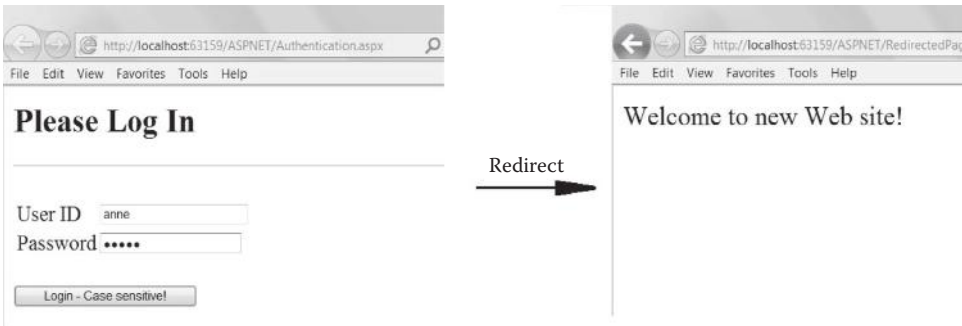 http://localhost:63159/ASPNET/Authentication.aspx
File Edit View Favorites Tools Help
Please Log In
User ID anne
Password •••••
Login - Case sensitive!
Redirect
http://localhost:63159/ASPNET/RedirectedPag
File Edit View Favorites Tools Help
Welcome to new Web site!